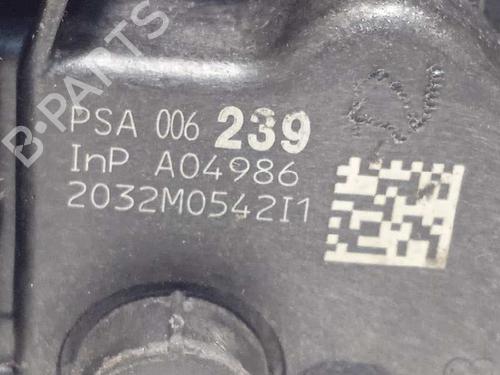 B-PARTS
PSA 006 239
InP A04986
2032M0542I1